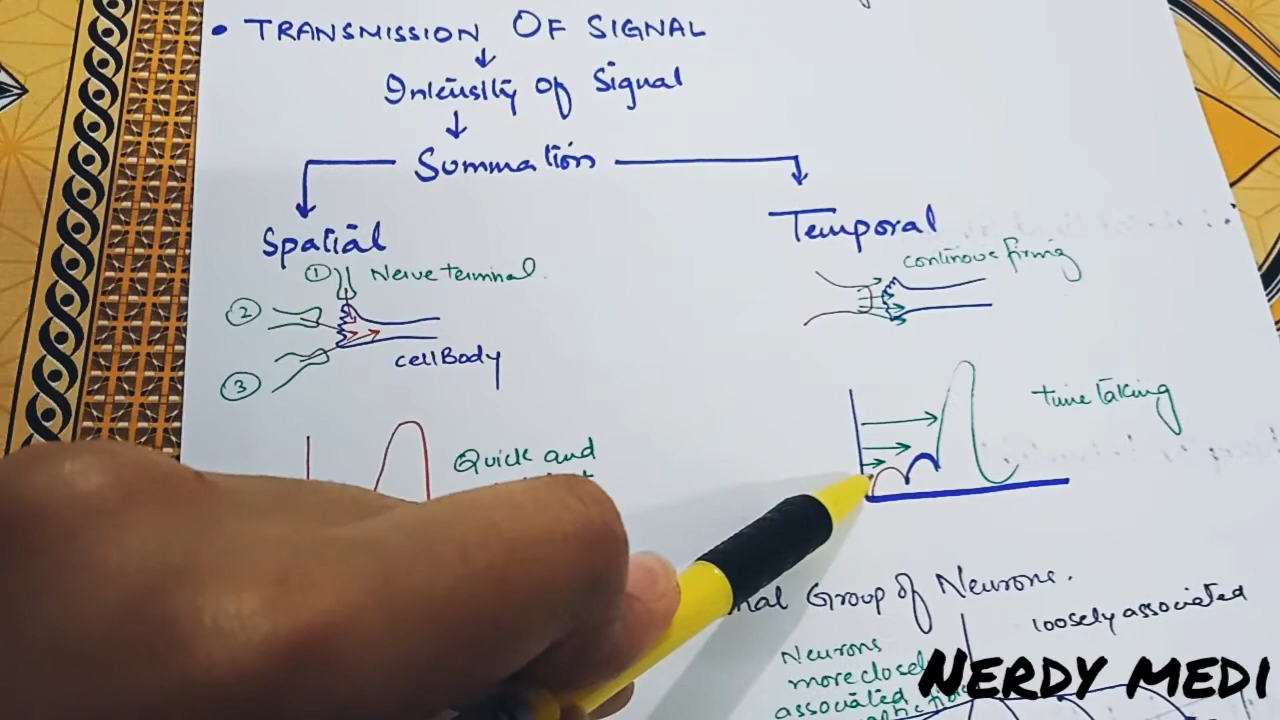 • TRANSMISSION OF SIGNAL
↓
Intensity of Signal
↓
Summation
Spatial
Temporal
① Nerve terminal.
continous firing
②
cell Body
③
time taking
Quick and
Group of Neurons.
loosely associated
Neurons
more closely
associated
NERDY MEDI